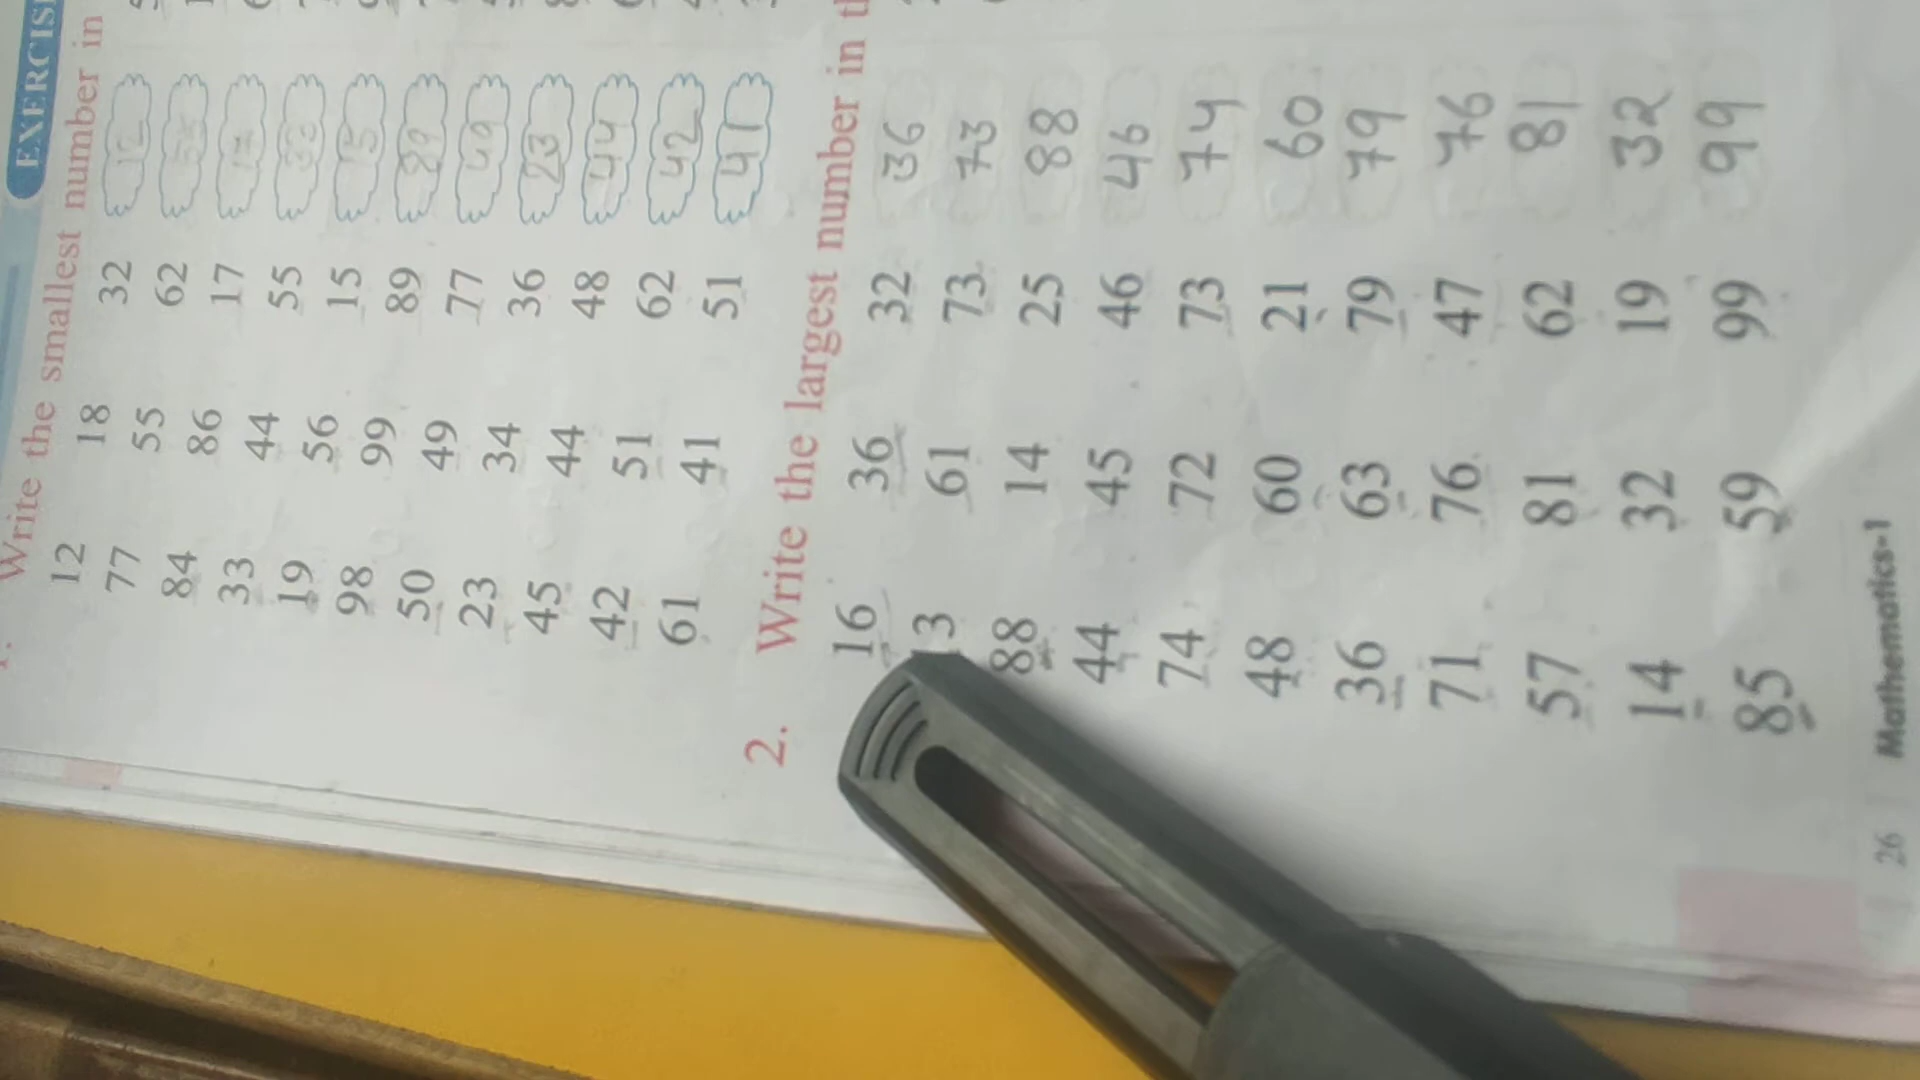 EXERCIS
Write the smallest number in
12 18 32 12
77 55 62 55
84 86 17 17
33 44 55 33
19 56 15 15
98 99 89 89
50 49 77 49
23 34 36 23
45 44 48 44
42 51 62 42
61 41 51 41
2. Write the largest number in
16 36 32 36
13 61 73 73
88 14 25 88
44 45 46 46
74 72 73 74
48 60 21 60
36 63 79 79
71 76 47 76
57 81 62 81
14 32 19 32
85 59 99 99
26 Mathematics-1